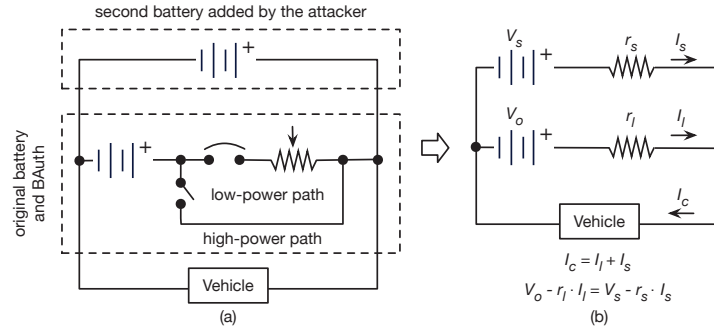 second battery added by the attacker
+
original battery
and BAuth
+
low-power path
high-power path
Vehicle
(a)
V_s
+
r_s
I_s
V_o
+
r_l
I_l
I_c
Vehicle
I_c = I_l + I_s
V_o - r_l · I_l = V_s - r_s · I_s
(b)